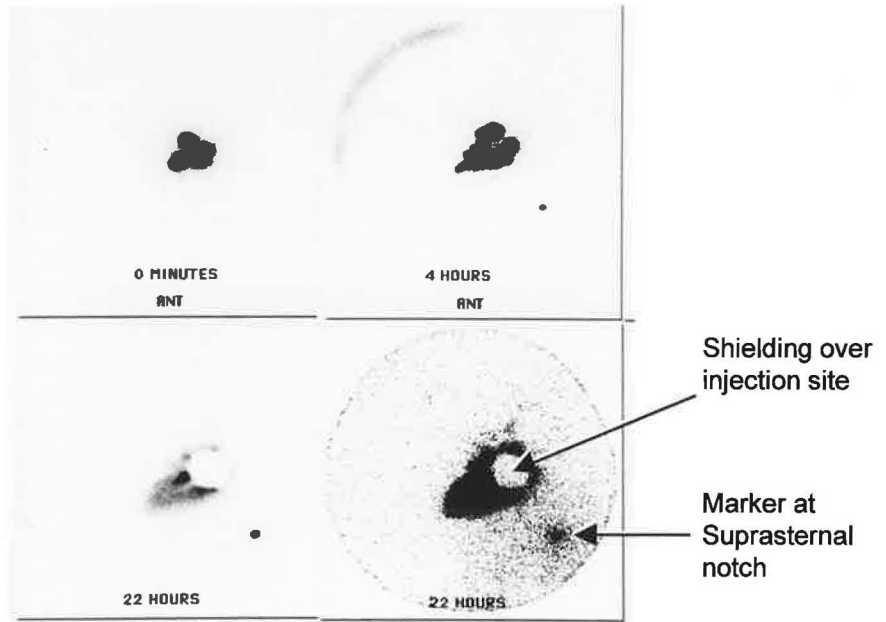 0 MINUTES
ANT
4 HOURS
ANT
22 HOURS
22 HOURS
Shielding over
injection site
Marker at
Suprasternal
notch